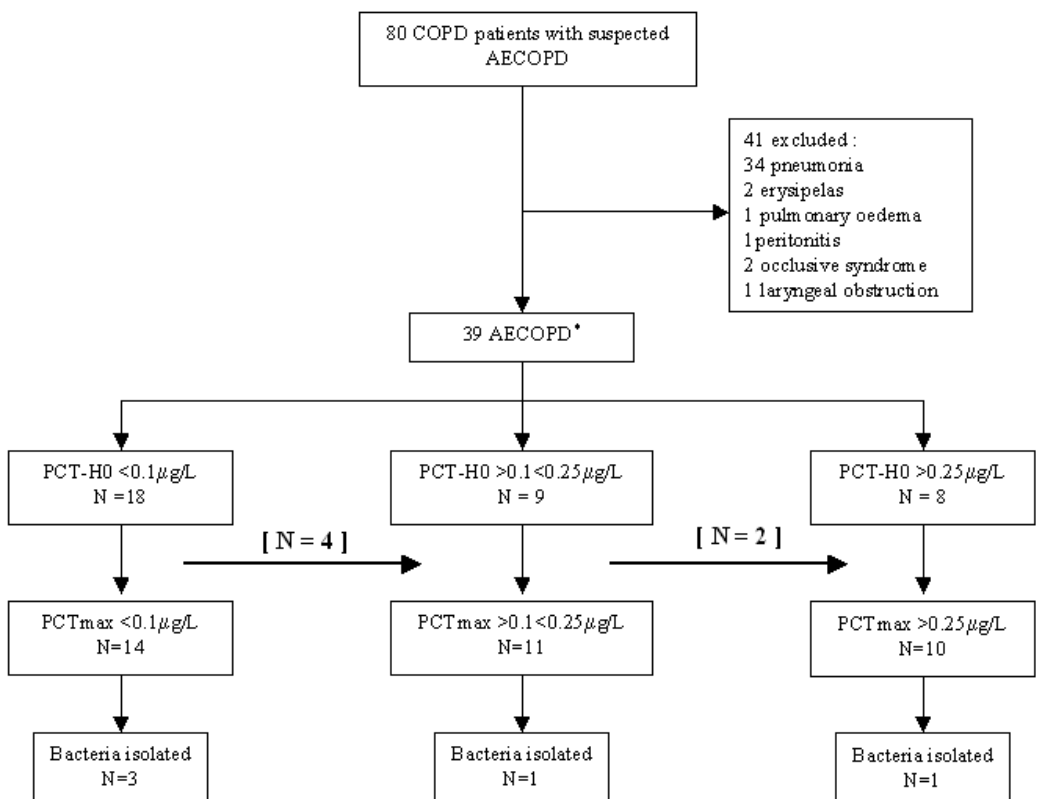 80 COPD patients with suspected
AECOPD
41 excluded :
34 pneumonia
2 erysipelas
1 pulmonary oedema
1peritonitis
2 occlusive syndrome
1 laryngeal obstruction
39 AECOPD*
PCT-H0 <0.1µg/L
N =18
PCT-H0 >0.1<0.25µg/L
N = 9
PCT-H0 >0.25µg/L
N = 8
[ N = 4 ]
[ N = 2 ]
PCTmax <0.1µg/L
N=14
PCTmax >0.1<0.25µg/L
N=11
PCTmax >0.25µg/L
N=10
Bacteria isolated
N=3
Bacteria isolated
N=1
Bacteria isolated
N=1